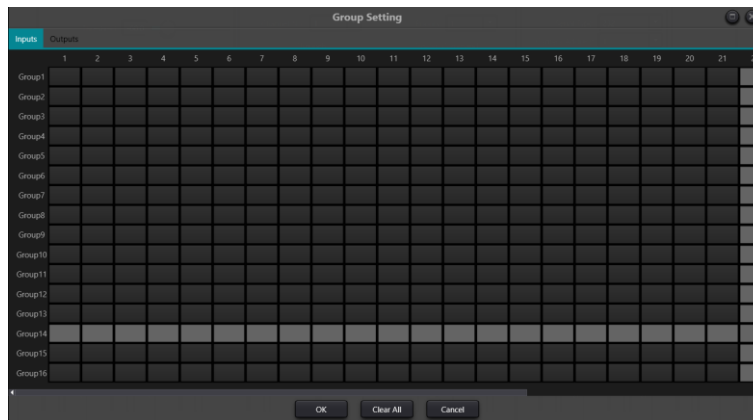 Group Setting
Inputs Outputs
1 2 3 4 5 6 7 8 9 10 11 12 13 14 15 16 17 18 19 20 21
Group1
Group2
Group3
Group4
Group5
Group6
Group7
Group8
Group9
Group10
Group11
Group12
Group13
Group14
Group15
Group16
OK Clear All Cancel